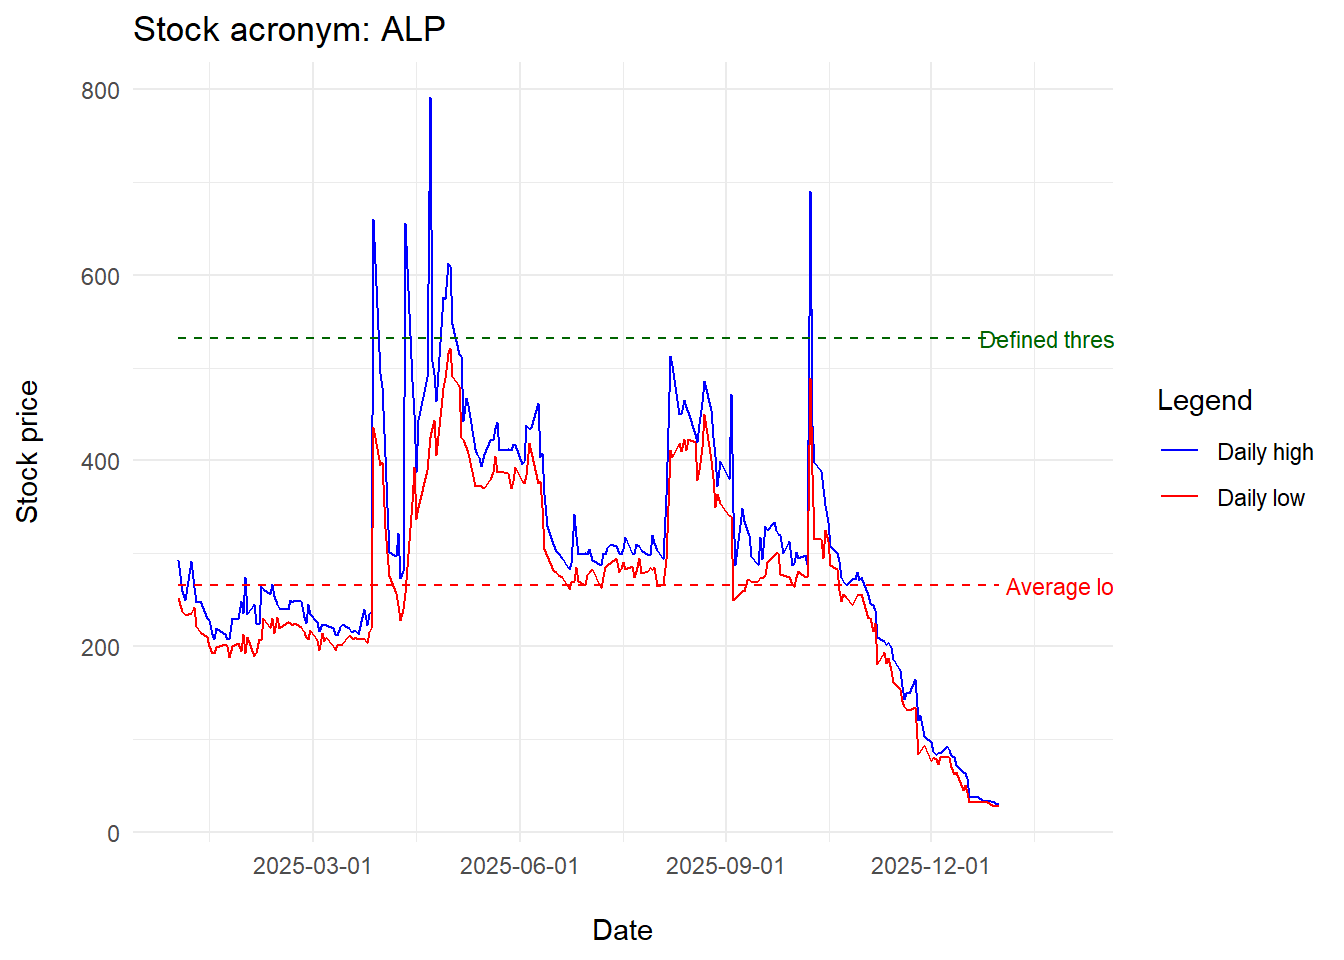 Stock acronym: ALP
800
600
400
200
0
Stock price
Defined thres
Average lo
2025-03-01
2025-06-01
2025-09-01
2025-12-01
Date
Legend
Daily high
Daily low